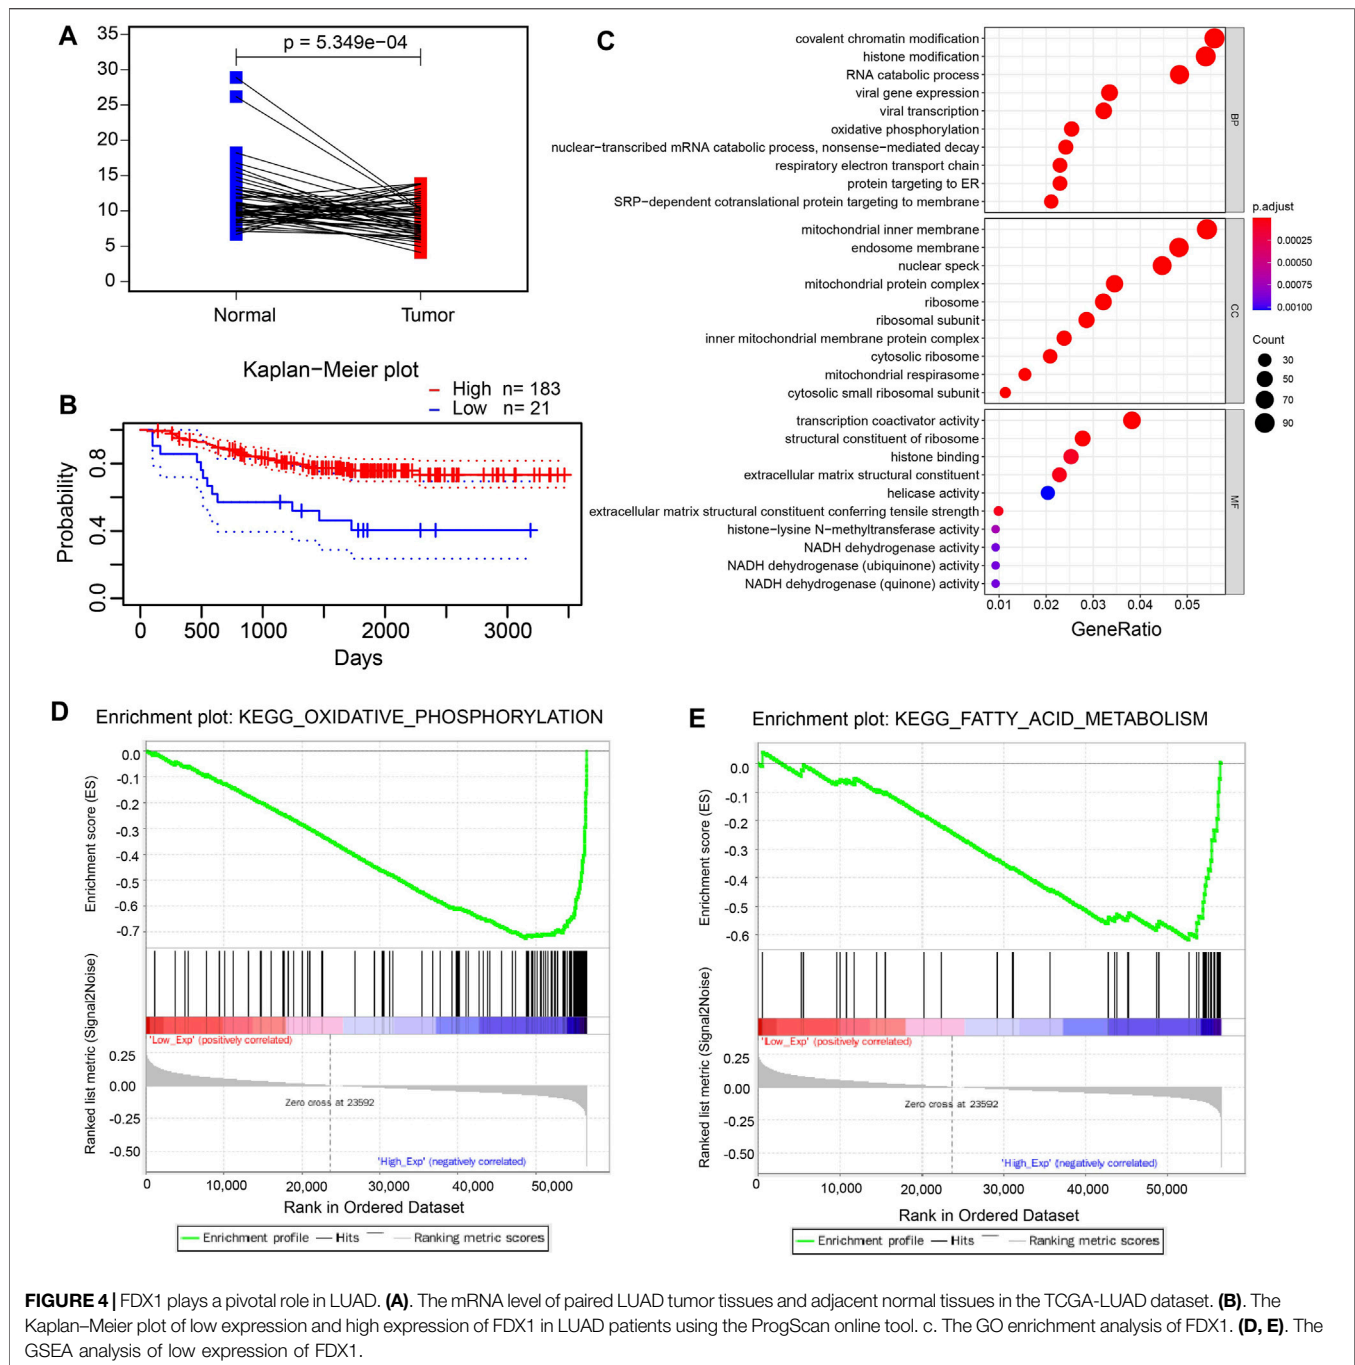 A
35
30
25
20
15
10
5
0
p = 5.349e−04
Normal
Tumor
Kaplan−Meier plot
B
High n= 183
Low n= 21
Probability
0.8
0.4
0.0
0
500
1000
2000
3000
Days
C
covalent chromatin modification
histone modification
RNA catabolic process
viral gene expression
viral transcription
oxidative phosphorylation
nuclear−transcribed mRNA catabolic process, nonsense−mediated decay
respiratory electron transport chain
protein targeting to ER
SRP−dependent cotranslational protein targeting to membrane
BP
mitochondrial inner membrane
endosome membrane
nuclear speck
mitochondrial protein complex
ribosome
ribosomal subunit
inner mitochondrial membrane protein complex
cytosolic ribosome
mitochondrial respirasome
cytosolic small ribosomal subunit
CC
transcription coactivator activity
structural constituent of ribosome
histone binding
extracellular matrix structural constituent
helicase activity
extracellular matrix structural constituent conferring tensile strength
histone−lysine N−methyltransferase activity
NADH dehydrogenase activity
NADH dehydrogenase (ubiquinone) activity
NADH dehydrogenase (quinone) activity
MF
0.01
0.02
0.03
0.04
0.05
GeneRatio
p.adjust
0.00025
0.00050
0.00075
0.00100
Count
30
50
70
90
D
Enrichment plot: KEGG_OXIDATIVE_PHOSPHORYLATION
Enrichment score (ES)
0.0
-0.1
-0.2
-0.3
-0.4
-0.5
-0.6
-0.7
Ranked list metric (Signal2Noise)
'Low_Exp' (positively correlated)
0.25
0.00
-0.25
-0.50
Zero cross at 23592
'High_Exp' (negatively correlated)
0
10,000
20,000
30,000
40,000
50,000
Rank in Ordered Dataset
Enrichment profile
Hits
Ranking metric scores
E
Enrichment plot: KEGG_FATTY_ACID_METABOLISM
Enrichment score (ES)
0.0
-0.1
-0.2
-0.3
-0.4
-0.5
-0.6
Ranked list metric (Signal2Noise)
'Low_Exp' (positively correlated)
0.25
0.00
-0.25
-0.50
Zero cross at 23592
'High_Exp' (negatively correlated)
0
10,000
20,000
30,000
40,000
50,000
Rank in Ordered Dataset
Enrichment profile
Hits
Ranking metric scores
FIGURE 4 | FDX1 plays a pivotal role in LUAD. (A). The mRNA level of paired LUAD tumor tissues and adjacent normal tissues in the TCGA-LUAD dataset. (B). The
Kaplan–Meier plot of low expression and high expression of FDX1 in LUAD patients using the ProgScan online tool. c. The GO enrichment analysis of FDX1. (D, E). The
GSEA analysis of low expression of FDX1.